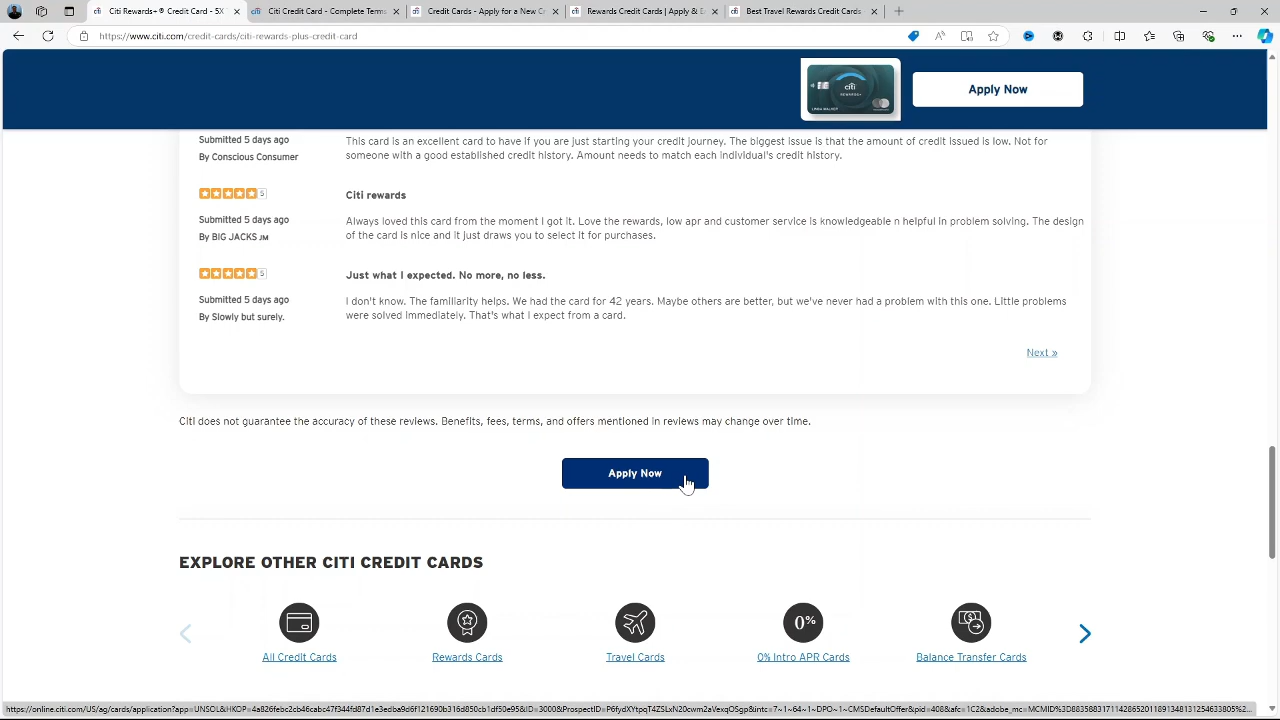 Citi Rewards+® Credit Card - 5X
Citi Credit Card - Complete Terms
Credit Cards - Apply for a New C
Rewards Credit Cards | Apply & E
Best Travel Rewards Credit Cards
https://www.citi.com/credit-cards/citi-rewards-plus-credit-card
citi
REWARDS+
LINDA WALKER
Apply Now
Submitted 5 days ago
This card is an excellent card to have if you are just starting your credit journey. The biggest issue is that the amount of credit issued is low. Not for
By Conscious Consumer
someone with a good established credit history. Amount needs to match each individual's credit history.
5
Citi rewards
Submitted 5 days ago
Always loved this card from the moment I got it. Love the rewards, low apr and customer service is knowledgeable n helpful in problem solving. The design
By BIG JACKS JM
of the card is nice and it just draws you to select it for purchases.
5
Just what I expected. No more, no less.
Submitted 5 days ago
I don't know. The familiarity helps. We had the card for 42 years. Maybe others are better, but we've never had a problem with this one. Little problems
By Slowly but surely.
were solved immediately. That's what I expect from a card.
Next »
Citi does not guarantee the accuracy of these reviews. Benefits, fees, terms, and offers mentioned in reviews may change over time.
Apply Now
EXPLORE OTHER CITI CREDIT CARDS
0%
All Credit Cards
Rewards Cards
Travel Cards
0% Intro APR Cards
Balance Transfer Cards